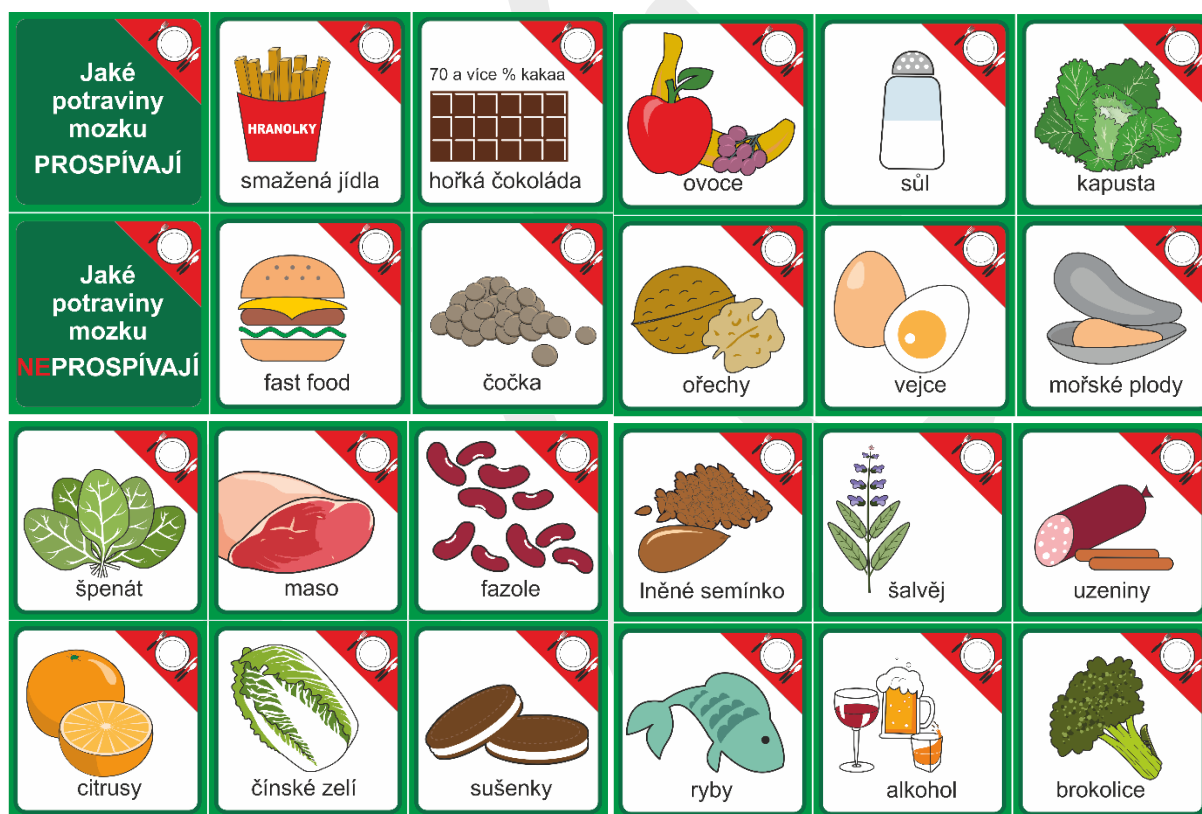 Jaké
potraviny
mozku
PROSPÍVAJÍ
HRANOLKY
smažená jídla
70 a více % kakaa
hořká čokoláda
ovoce
sůl
kapusta
Jaké
potraviny
mozku
NEPROSPÍVAJÍ
fast food
čočka
ořechy
vejce
mořské plody
špenát
maso
fazole
lněné semínko
šalvěj
uzeniny
citrusy
čínské zelí
sušenky
ryby
alkohol
brokolice